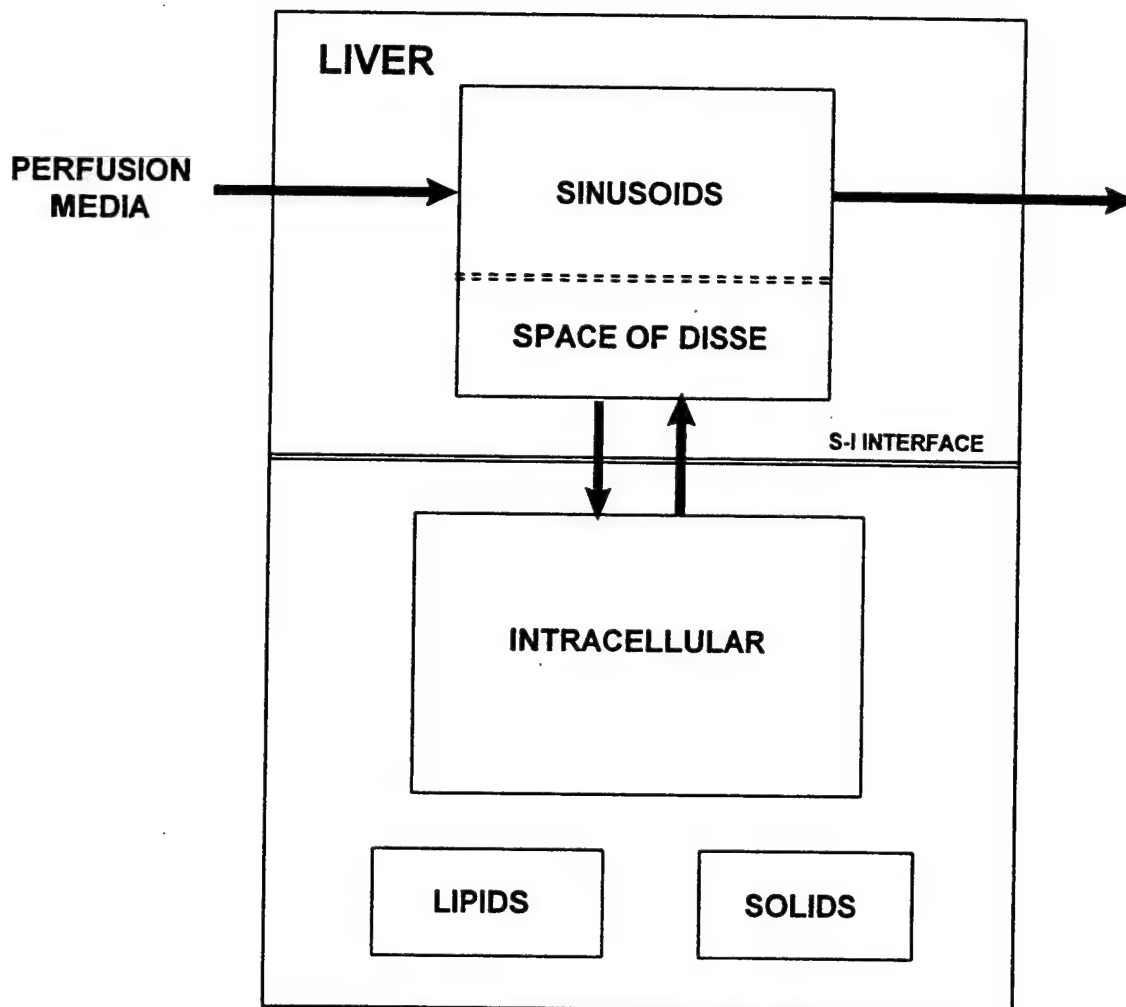 LIVER
PERFUSION
MEDIA
SINUSOIDS
SPACE OF DISSE
S-I INTERFACE
INTRACELLULAR
LIPIDS
SOLIDS